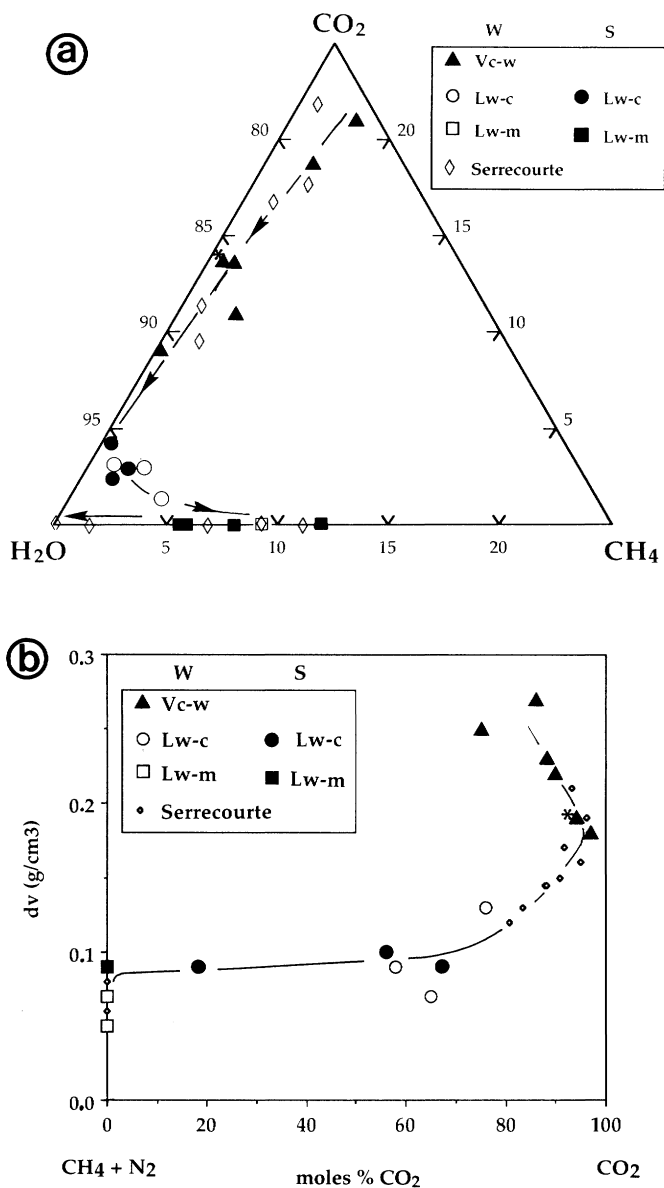 a
CO2
W S
Vc-w
Lw-c Lw-c
Lw-m Lw-m
Serrecourte
80 20
85 15
*
90 10
95 5
H2O 5 10 15 20 CH4
b
W S
Vc-w
Lw-c Lw-c
Lw-m Lw-m
Serrecourte
*
dv (g/cm3)
0.3
0.2
0.1
0.0
0 20 40 60 80 100
CH4 + N2 moles % CO2 CO2